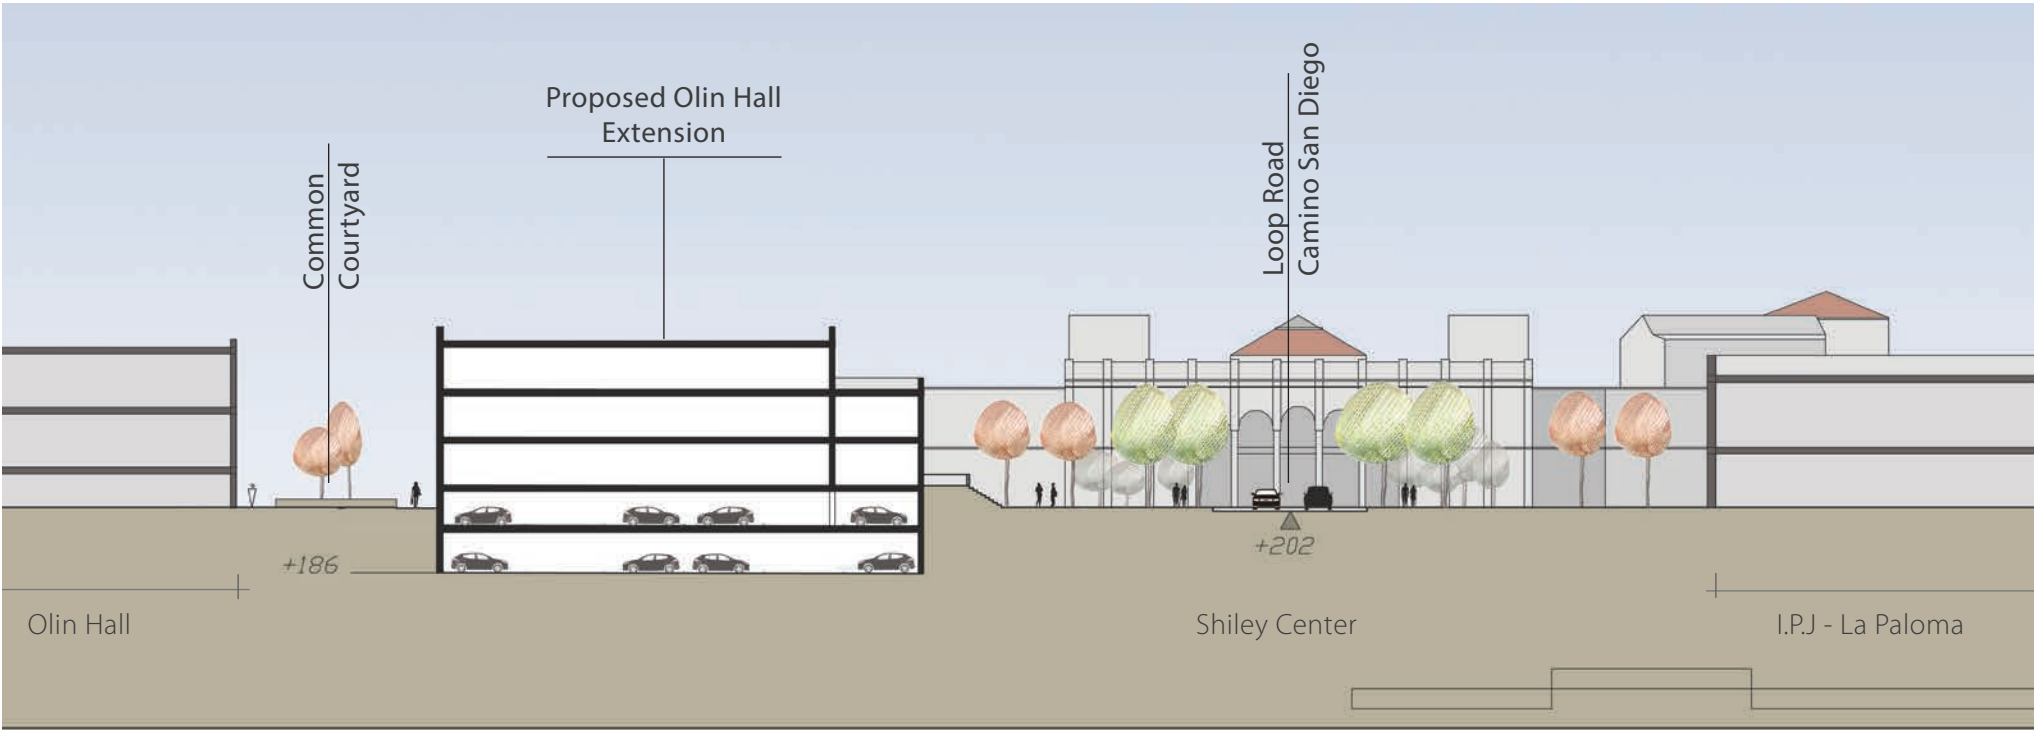 Proposed Olin Hall
Extension
Common
Courtyard
Loop Road
Camino San Diego
+186
+202
Olin Hall
Shiley Center
I.P.J - La Paloma